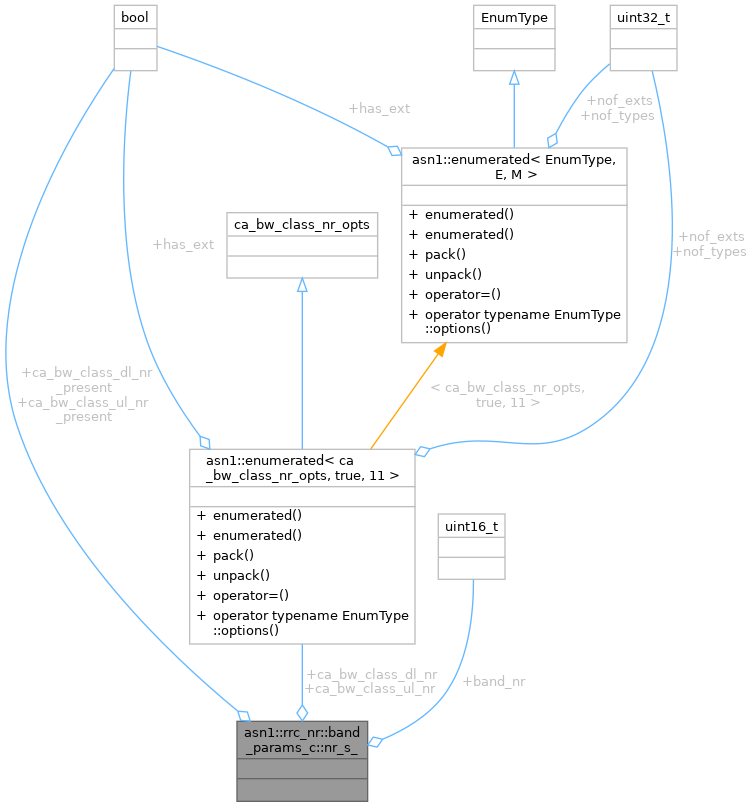 bool
EnumType
uint32_t
+has_ext
+nof_exts
+nof_types
asn1::enumerated< EnumType,
E, M >
+ enumerated()
+ enumerated()
+ pack()
+ unpack()
+ operator=()
+ operator typename EnumType
::options()
ca_bw_class_nr_opts
+has_ext
+nof_exts
+nof_types
+ca_bw_class_dl_nr
_present
+ca_bw_class_ul_nr
_present
< ca_bw_class_nr_opts,
true, 11 >
asn1::enumerated< ca
_bw_class_nr_opts, true, 11 >
+ enumerated()
+ enumerated()
+ pack()
+ unpack()
+ operator=()
+ operator typename EnumType
::options()
uint16_t
+ca_bw_class_dl_nr
+ca_bw_class_ul_nr
+band_nr
asn1::rrc_nr::band
_params_c::nr_s_